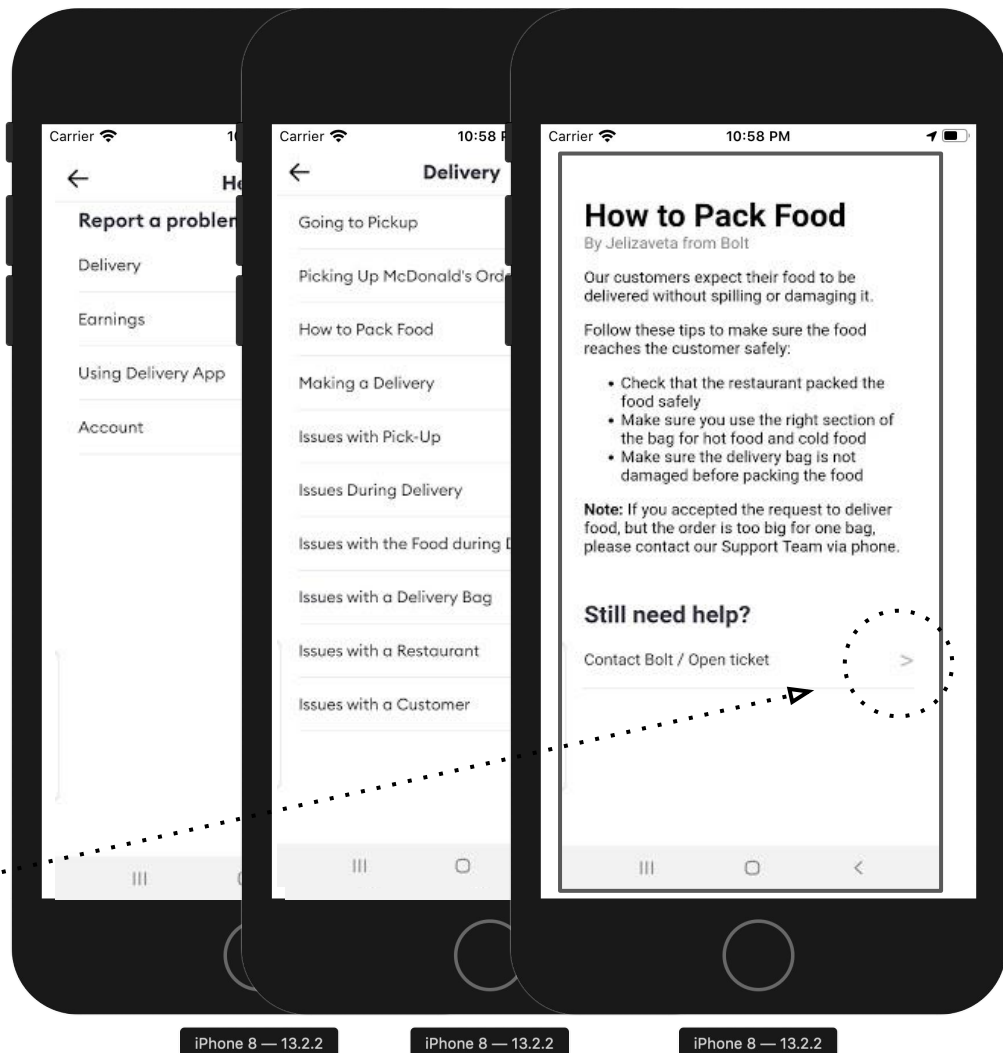 Carrier
10
He
Report a problem
Delivery
Earnings
Using Delivery App
Account
iPhone 8 — 13.2.2
Carrier
10:58 P
Delivery
Going to Pickup
Picking Up McDonald's Orde
How to Pack Food
Making a Delivery
Issues with Pick-Up
Issues During Delivery
Issues with the Food during D
Issues with a Delivery Bag
Issues with a Restaurant
Issues with a Customer
iPhone 8 — 13.2.2
Carrier
10:58 PM
How to Pack Food
By Jelizaveta from Bolt
Our customers expect their food to be
delivered without spilling or damaging it.
Follow these tips to make sure the food
reaches the customer safely:
• Check that the restaurant packed the
food safely
• Make sure you use the right section of
the bag for hot food and cold food
• Make sure the delivery bag is not
damaged before packing the food
Note: If you accepted the request to deliver
food, but the order is too big for one bag,
please contact our Support Team via phone.
Still need help?
Contact Bolt / Open ticket >
iPhone 8 — 13.2.2